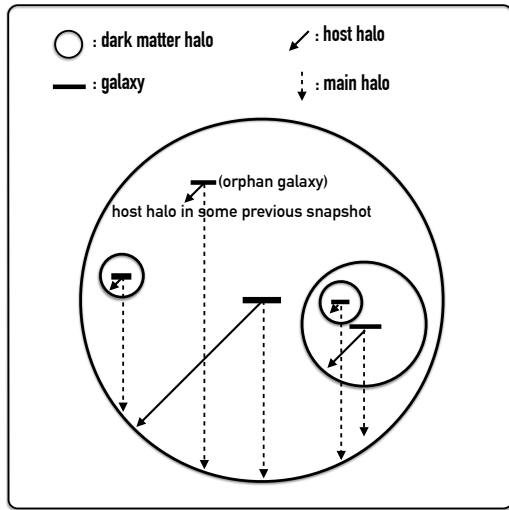 : dark matter halo
: host halo
: galaxy
: main halo
(orphan galaxy)
host halo in some previous snapshot